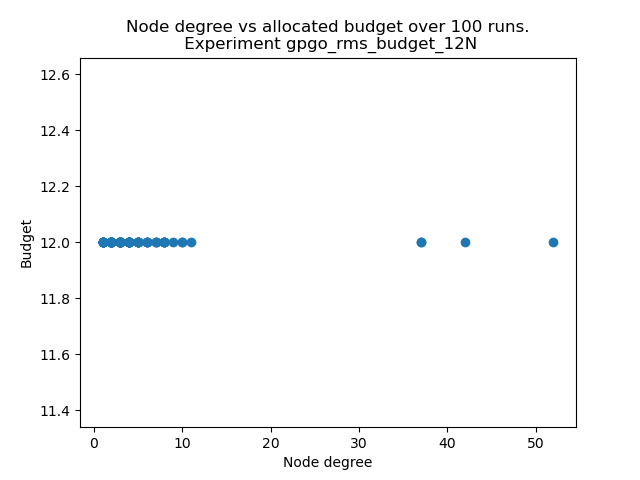 Node degree vs allocated budget over 100 runs.
Experiment gpgo_rms_budget_12N
12.6
12.4
12.2
12.0
11.8
11.6
11.4
Budget
0 10 20 30 40 50
Node degree